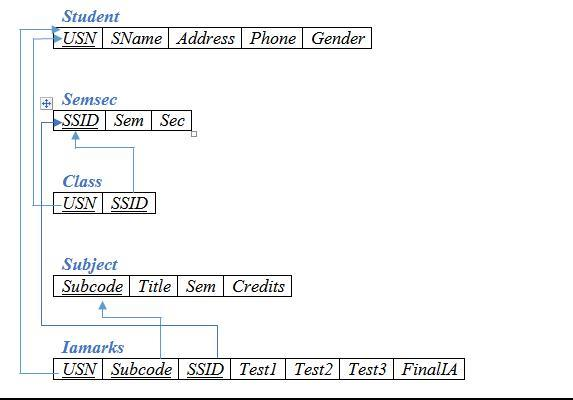 Student
USN SName Address Phone Gender
Semsec
SSID Sem Sec
Class
USN SSID
Subject
Subcode Title Sem Credits
Iamarks
USN Subcode SSID Test1 Test2 Test3 FinalIA